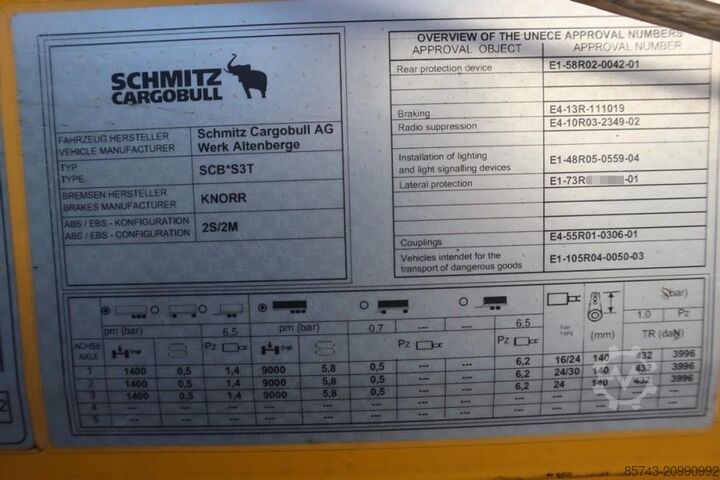 SCHMITZ
CARGOBULL
FAHRZEUG HERSTELLER
VEHICLE MANUFACTURER
Schmitz Cargobull AG
Werk Altenberge
TYP
TYPE
SCB*S3T
BREMSEN HERSTELLER
BRAKES MANUFACTURER
KNORR
ABS / EBS - KONFIGURATION
ABS / EBS - CONFIGURATION
2S/2M
OVERVIEW OF THE UNECE APPROVAL NUMBERS
APPROVAL OBJECT APPROVAL NUMBER
Rear protection device E1-58R02-0042-01
Braking E4-13R-111019
Radio suppression E4-10R03-2349-02
Installation of lighting
and light signalling devices E1-48R05-0559-04
Lateral protection E1-73R -01
Couplings E4-55R01-0306-01
Vehicles intendet for the
transport of dangerous goods E1-105R04-0050-03
(bar)
pm (bar) 6.5 pm (bar) 0.7 --- --- 6.5 TYP TYPE (mm) 1.0 Pz
ACHSE
AXLE Pz Pz Pz TR (daN)
1 1400 0,5 1,4 9000 5,8 0,5 --- --- 6,2 16/24 140 432 3996
2 1400 0,5 1,4 9000 5,8 0,5 --- --- 6,2 24/30 140 432 3996
3 1400 0,5 1,4 9000 5,8 0,5 --- --- 6,2 24 140 432 3996
4 --- --- --- --- --- --- --- --- --- --- --- --- ---
5 --- --- --- --- --- --- --- --- --- --- --- --- ---
2
85743-20990992